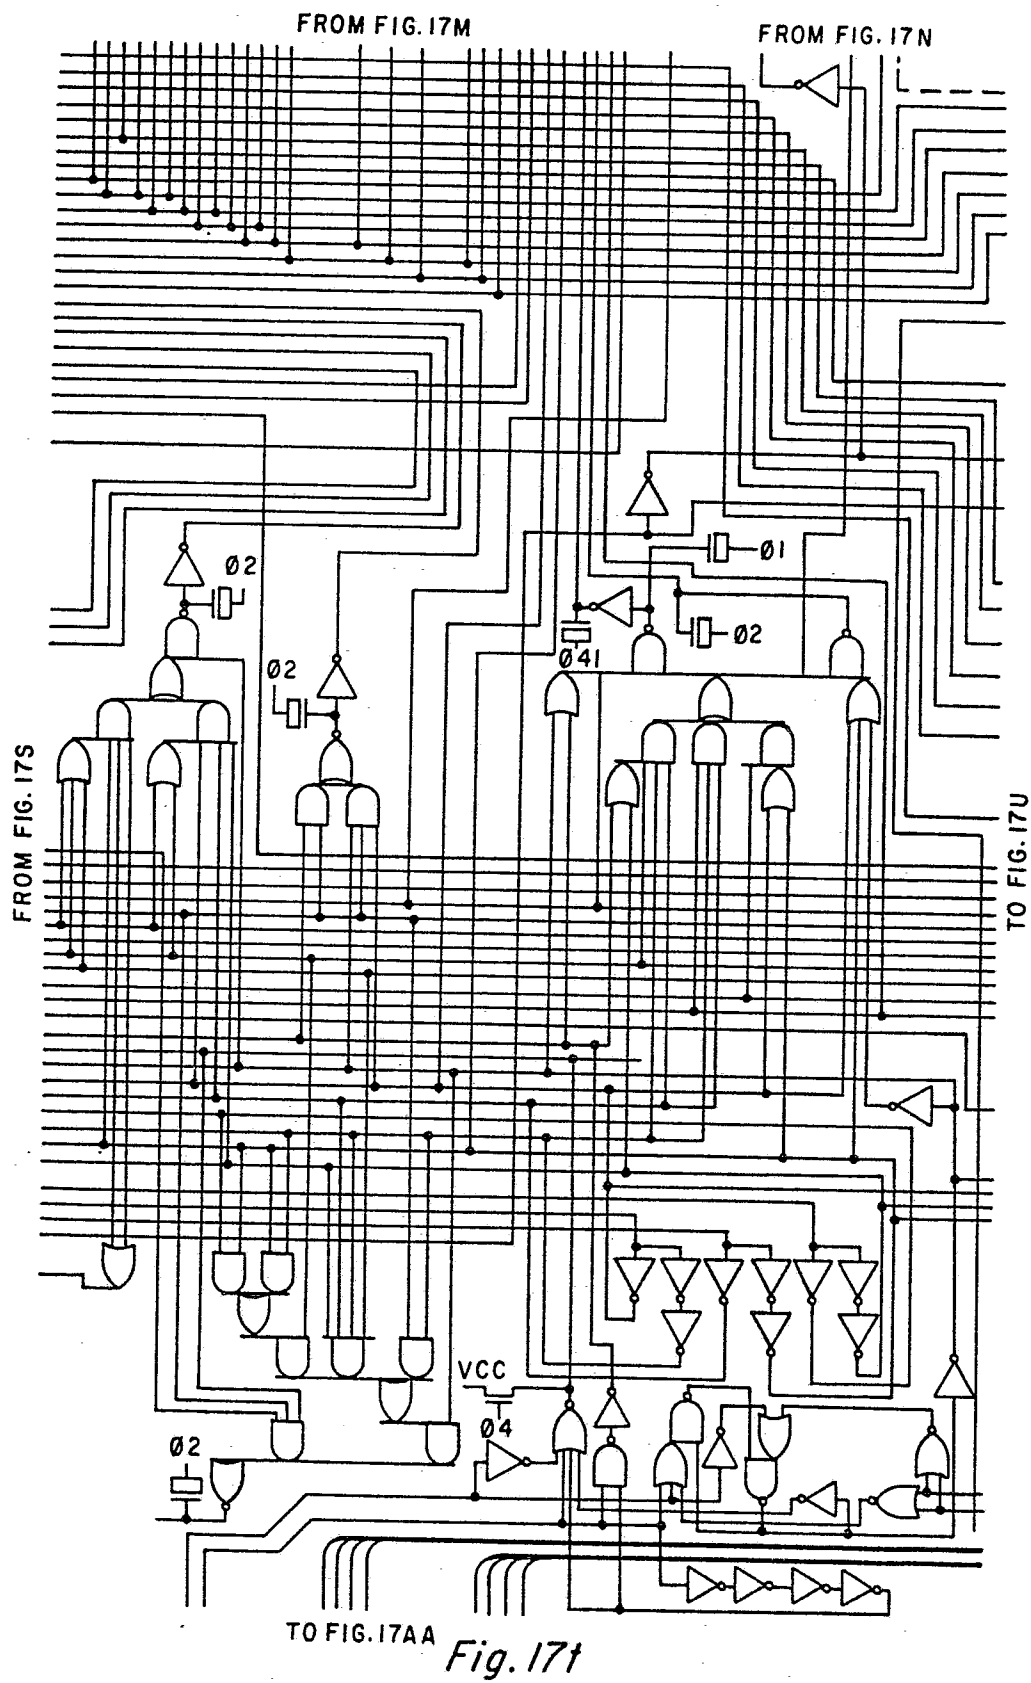 FROM FIG. 17M
FROM FIG. 17N
Ø1
Ø2
Ø2
Ø41
Ø2
FROM FIG. 17S
TO FIG. 17U
VCC
Ø4
Ø2
TO FIG. 17AA
Fig. 17t